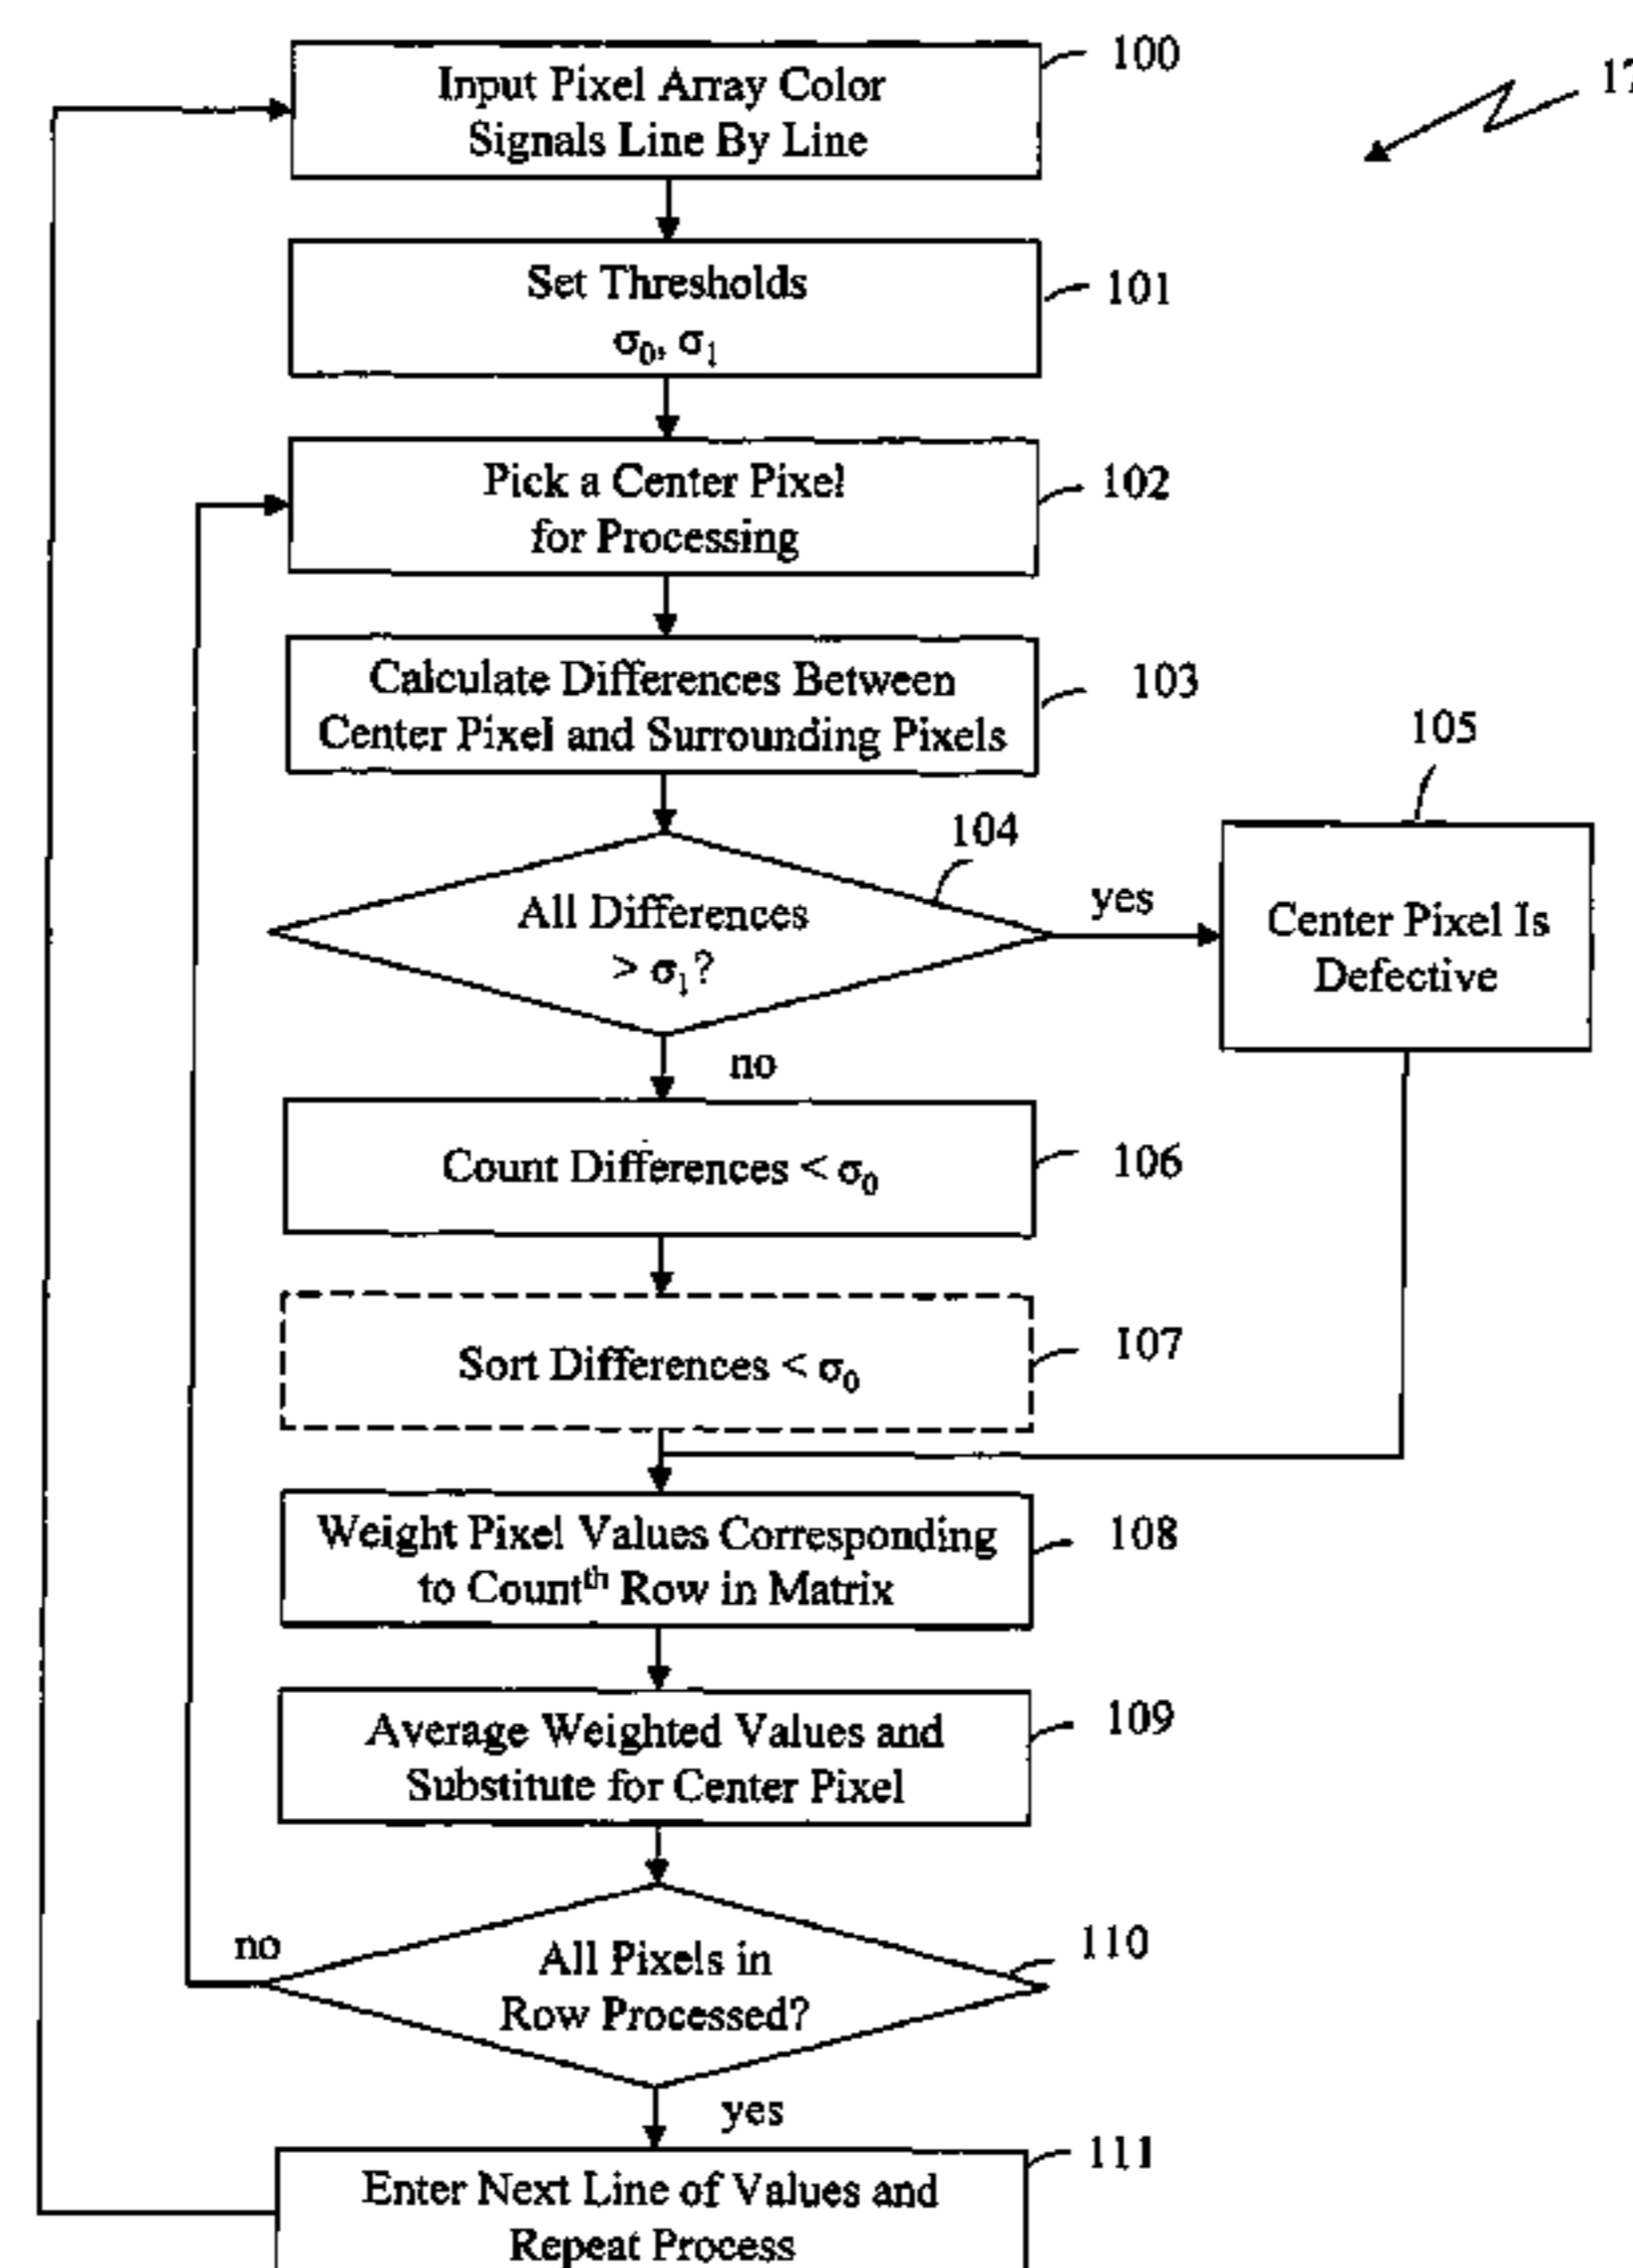 100
17
Input Pixel Array Color
Signals Line By Line
101
Set Thresholds
σ0, σ1
102
Pick a Center Pixel
for Processing
103
Calculate Differences Between
Center Pixel and Surrounding Pixels
104
105
All Differences
> σ1?
yes
Center Pixel Is
Defective
no
106
Count Differences < σ0
107
Sort Differences < σ0
108
Weight Pixel Values Corresponding
to Countth Row in Matrix
109
Average Weighted Values and
Substitute for Center Pixel
110
no
All Pixels in
Row Processed?
yes
111
Enter Next Line of Values and
Repeat Process